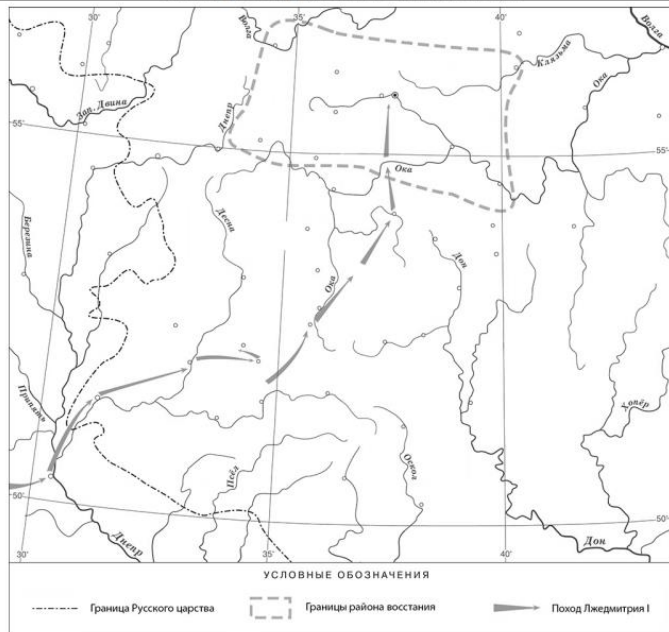 30°
Волга
35°
40°
Волга
Клязьма
Ока
Зап. Двина
Днепр
55°
55°
Ока
Березина
Десна
Ока
Дон
Припять
Хопёр
Псёл
Оскол
50°
50°
Днепр
Дон
30°
35°
40°
УСЛОВНЫЕ ОБОЗНАЧЕНИЯ
Граница Русского царства
Границы района восстания
Поход Лжедмитрия I